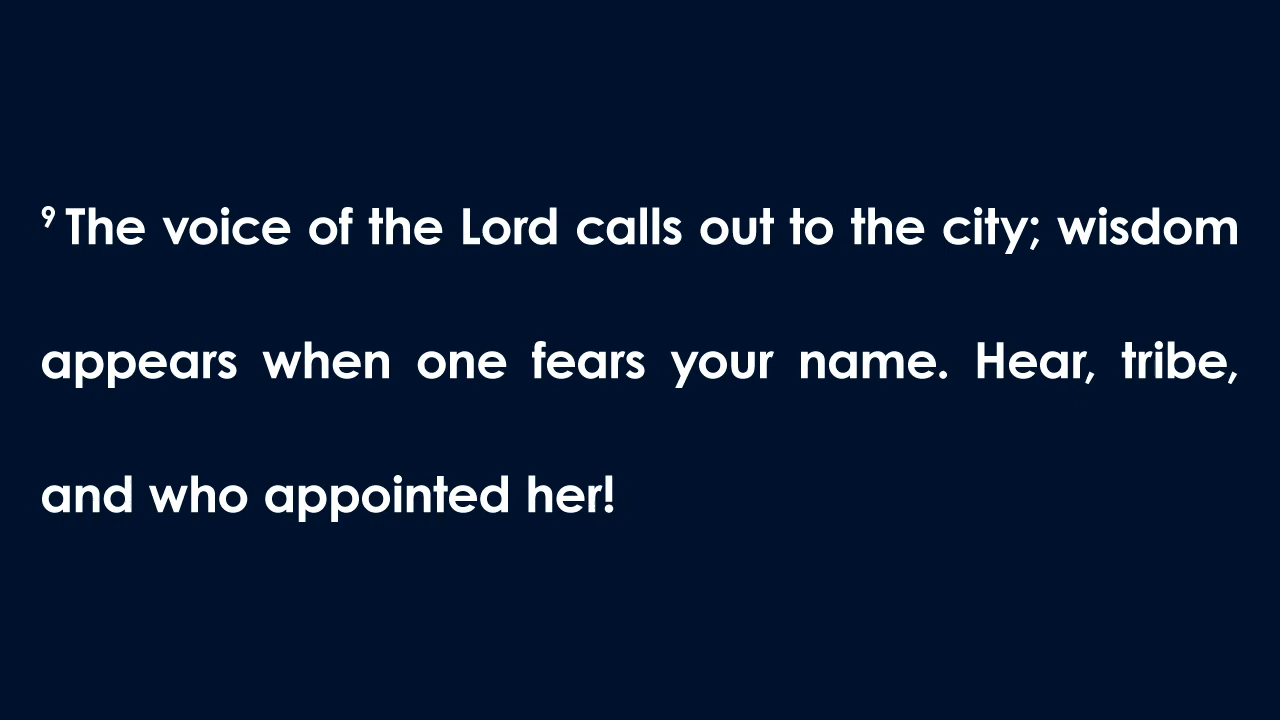 ⁹ The voice of the Lord calls out to the city; wisdom
appears when one fears your name. Hear, tribe,
and who appointed her!